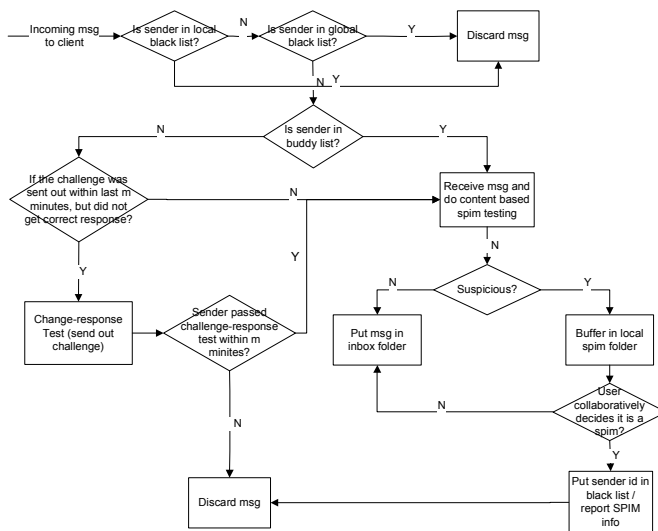 Incoming msg
to client
Is sender in local
black list?
N
Is sender in global
black list?
Y
Discard msg
N
Y
Is sender in
buddy list?
N
Y
If the challenge was
sent out within last m
minutes, but did not
get correct response?
N
Receive msg and
do content based
spim testing
Y
Y
N
Change-response
Test (send out
challenge)
Sender passed
challenge-response
test within m
minites?
Suspicious?
N
Y
Put msg in
inbox folder
Buffer in local
spim folder
User
collaboratively
decides it is a
spim?
N
N
Y
Discard msg
Put sender id in
black list /
report SPIM
info